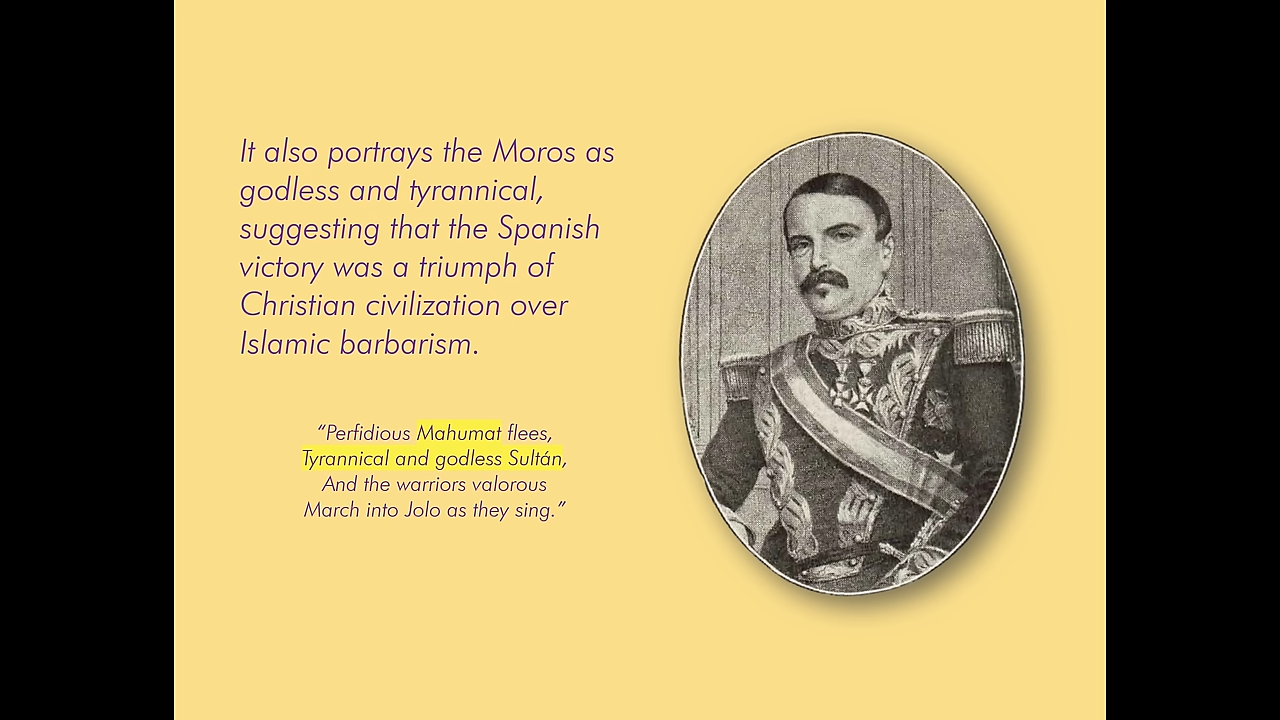 It also portrays the Moros as
godless and tyrannical,
suggesting that the Spanish
victory was a triumph of
Christian civilization over
Islamic barbarism.
“Perfidious Mahumat flees,
Tyrannical and godless Sultán,
And the warriors valorous
March into Jolo as they sing.”